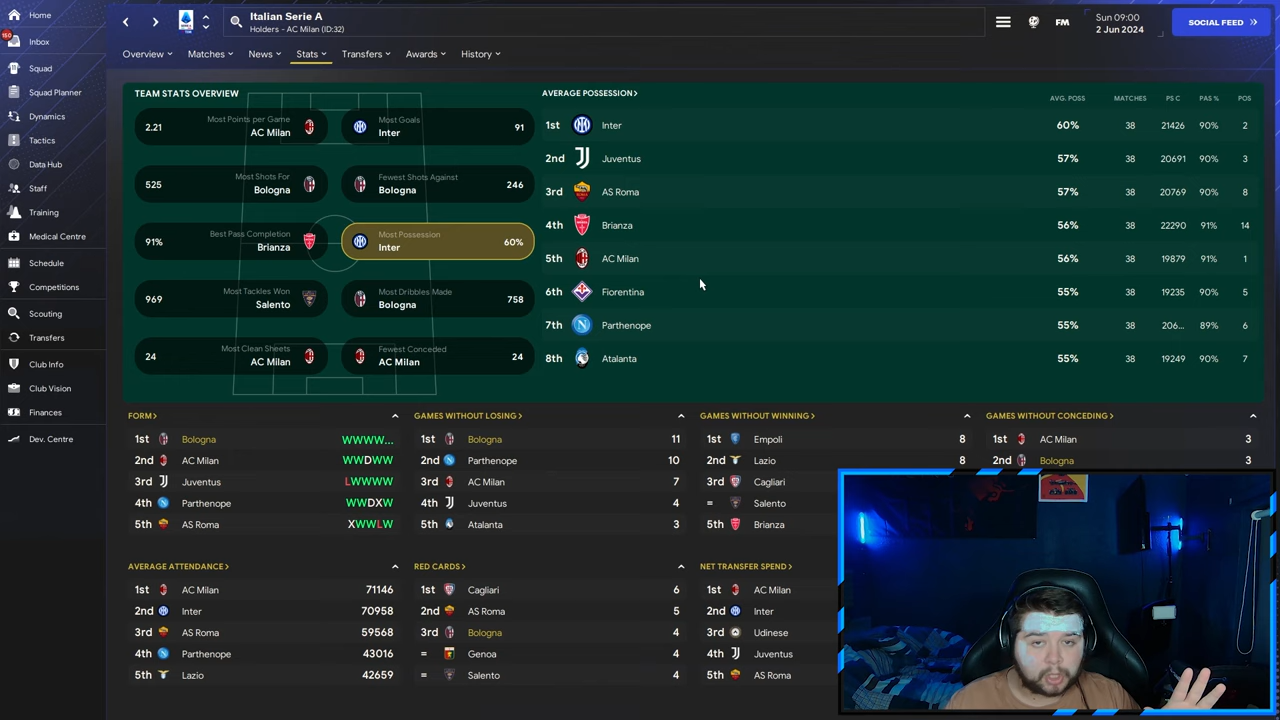 Home
150
Inbox
Squad
Squad Planner
Dynamics
Tactics
Data Hub
Staff
Training
Medical Centre
Schedule
Competitions
Scouting
Transfers
Club Info
Club Vision
Finances
Dev. Centre
Italian Serie A
Holders - AC Milan (ID:32)
FM
Sun 09:00
2 Jun 2024
SOCIAL FEED
Overview Matches News Stats Transfers Awards History
TEAM STATS OVERVIEW
2.21 Most Points per Game AC Milan
Most Goals Inter 91
525 Most Shots For Bologna
Fewest Shots Against Bologna 246
91% Best Pass Completion Brianza
Most Possession Inter 60%
969 Most Tackles Won Salento
Most Dribbles Made Bologna 758
24 Most Clean Sheets AC Milan
Fewest Conceded AC Milan 24
AVERAGE POSSESSION> AVG. POSS MATCHES PS C PAS % POS
1st Inter 60% 38 21426 90% 2
2nd Juventus 57% 38 20691 90% 3
3rd AS Roma 57% 38 20769 90% 8
4th Brianza 56% 38 22290 91% 14
5th AC Milan 56% 38 19879 91% 1
6th Fiorentina 55% 38 19235 90% 5
7th Parthenope 55% 38 206... 89% 6
8th Atalanta 55% 38 19249 90% 7
FORM>
1st Bologna WWWW...
2nd AC Milan WWDWW
3rd Juventus LWWWW
4th Parthenope WWDXW
5th AS Roma XWWLW
GAMES WITHOUT LOSING>
1st Bologna 11
2nd Parthenope 10
3rd AC Milan 7
4th Juventus 4
5th Atalanta 3
GAMES WITHOUT WINNING>
1st Empoli 8
2nd Lazio 8
3rd Cagliari
= Salento
5th Brianza
GAMES WITHOUT CONCEDING>
1st AC Milan 3
2nd Bologna 3
AVERAGE ATTENDANCE>
1st AC Milan 71146
2nd Inter 70958
3rd AS Roma 59568
4th Parthenope 43016
5th Lazio 42659
RED CARDS>
1st Cagliari 6
2nd AS Roma 5
3rd Bologna 4
= Genoa 4
= Salento 4
NET TRANSFER SPEND>
1st AC Milan
2nd Inter
3rd Udinese
4th Juventus
5th AS Roma